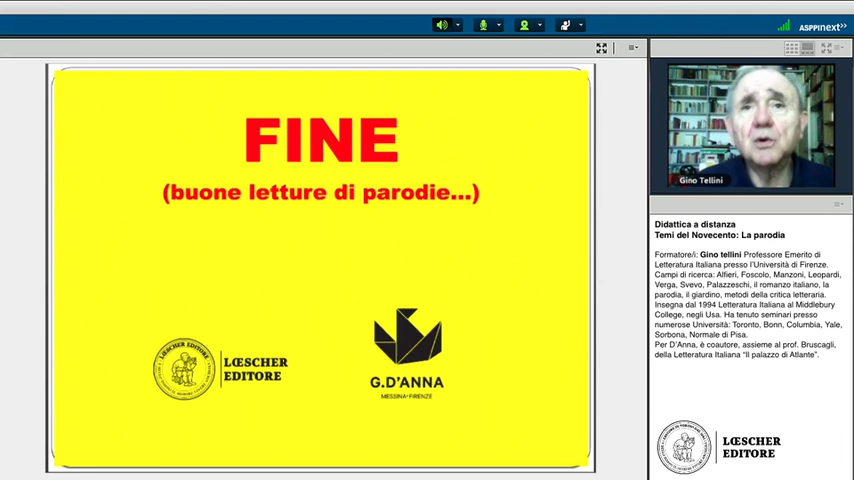 ASPPInext>>
FINE
(buone letture di parodie...)
LŒSCHER EDITORE
LŒSCHER
EDITORE
G.D'ANNA
MESSINA•FIRENZE
Gino Tellini
Didattica a distanza
Temi del Novecento: La parodia
Formatore/i: Gino tellini Professore Emerito di
Letteratura Italiana presso l'Università di Firenze.
Campi di ricerca: Alfieri, Foscolo, Manzoni, Leopardi,
Verga, Svevo, Palazzeschi, il romanzo italiano, la
parodia, il giardino, metodi della critica letteraria.
Insegna dal 1994 Letteratura Italiana al Middlebury
College, negli Usa. Ha tenuto seminari presso
numerose Università: Toronto, Bonn, Columbia, Yale,
Sorbona, Normale di Pisa.
Per D'Anna, è coautore, assieme al prof. Bruscagli,
della Letteratura Italiana "Il palazzo di Atlante".
LŒSCHER
EDITORE